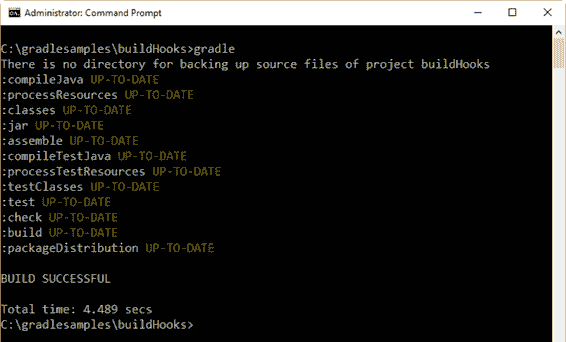 Administrator: Command Prompt
C:\gradlesamples\buildHooks>gradle
There is no directory for backing up source files of project buildHooks
:compileJava UP-TO-DATE
:processResources UP-TO-DATE
:classes UP-TO-DATE
:jar UP-TO-DATE
:assemble UP-TO-DATE
:compileTestJava UP-TO-DATE
:processTestResources UP-TO-DATE
:testClasses UP-TO-DATE
:test UP-TO-DATE
:check UP-TO-DATE
:build UP-TO-DATE
:packageDistribution UP-TO-DATE
BUILD SUCCESSFUL
Total time: 4.489 secs
C:\gradlesamples\buildHooks>